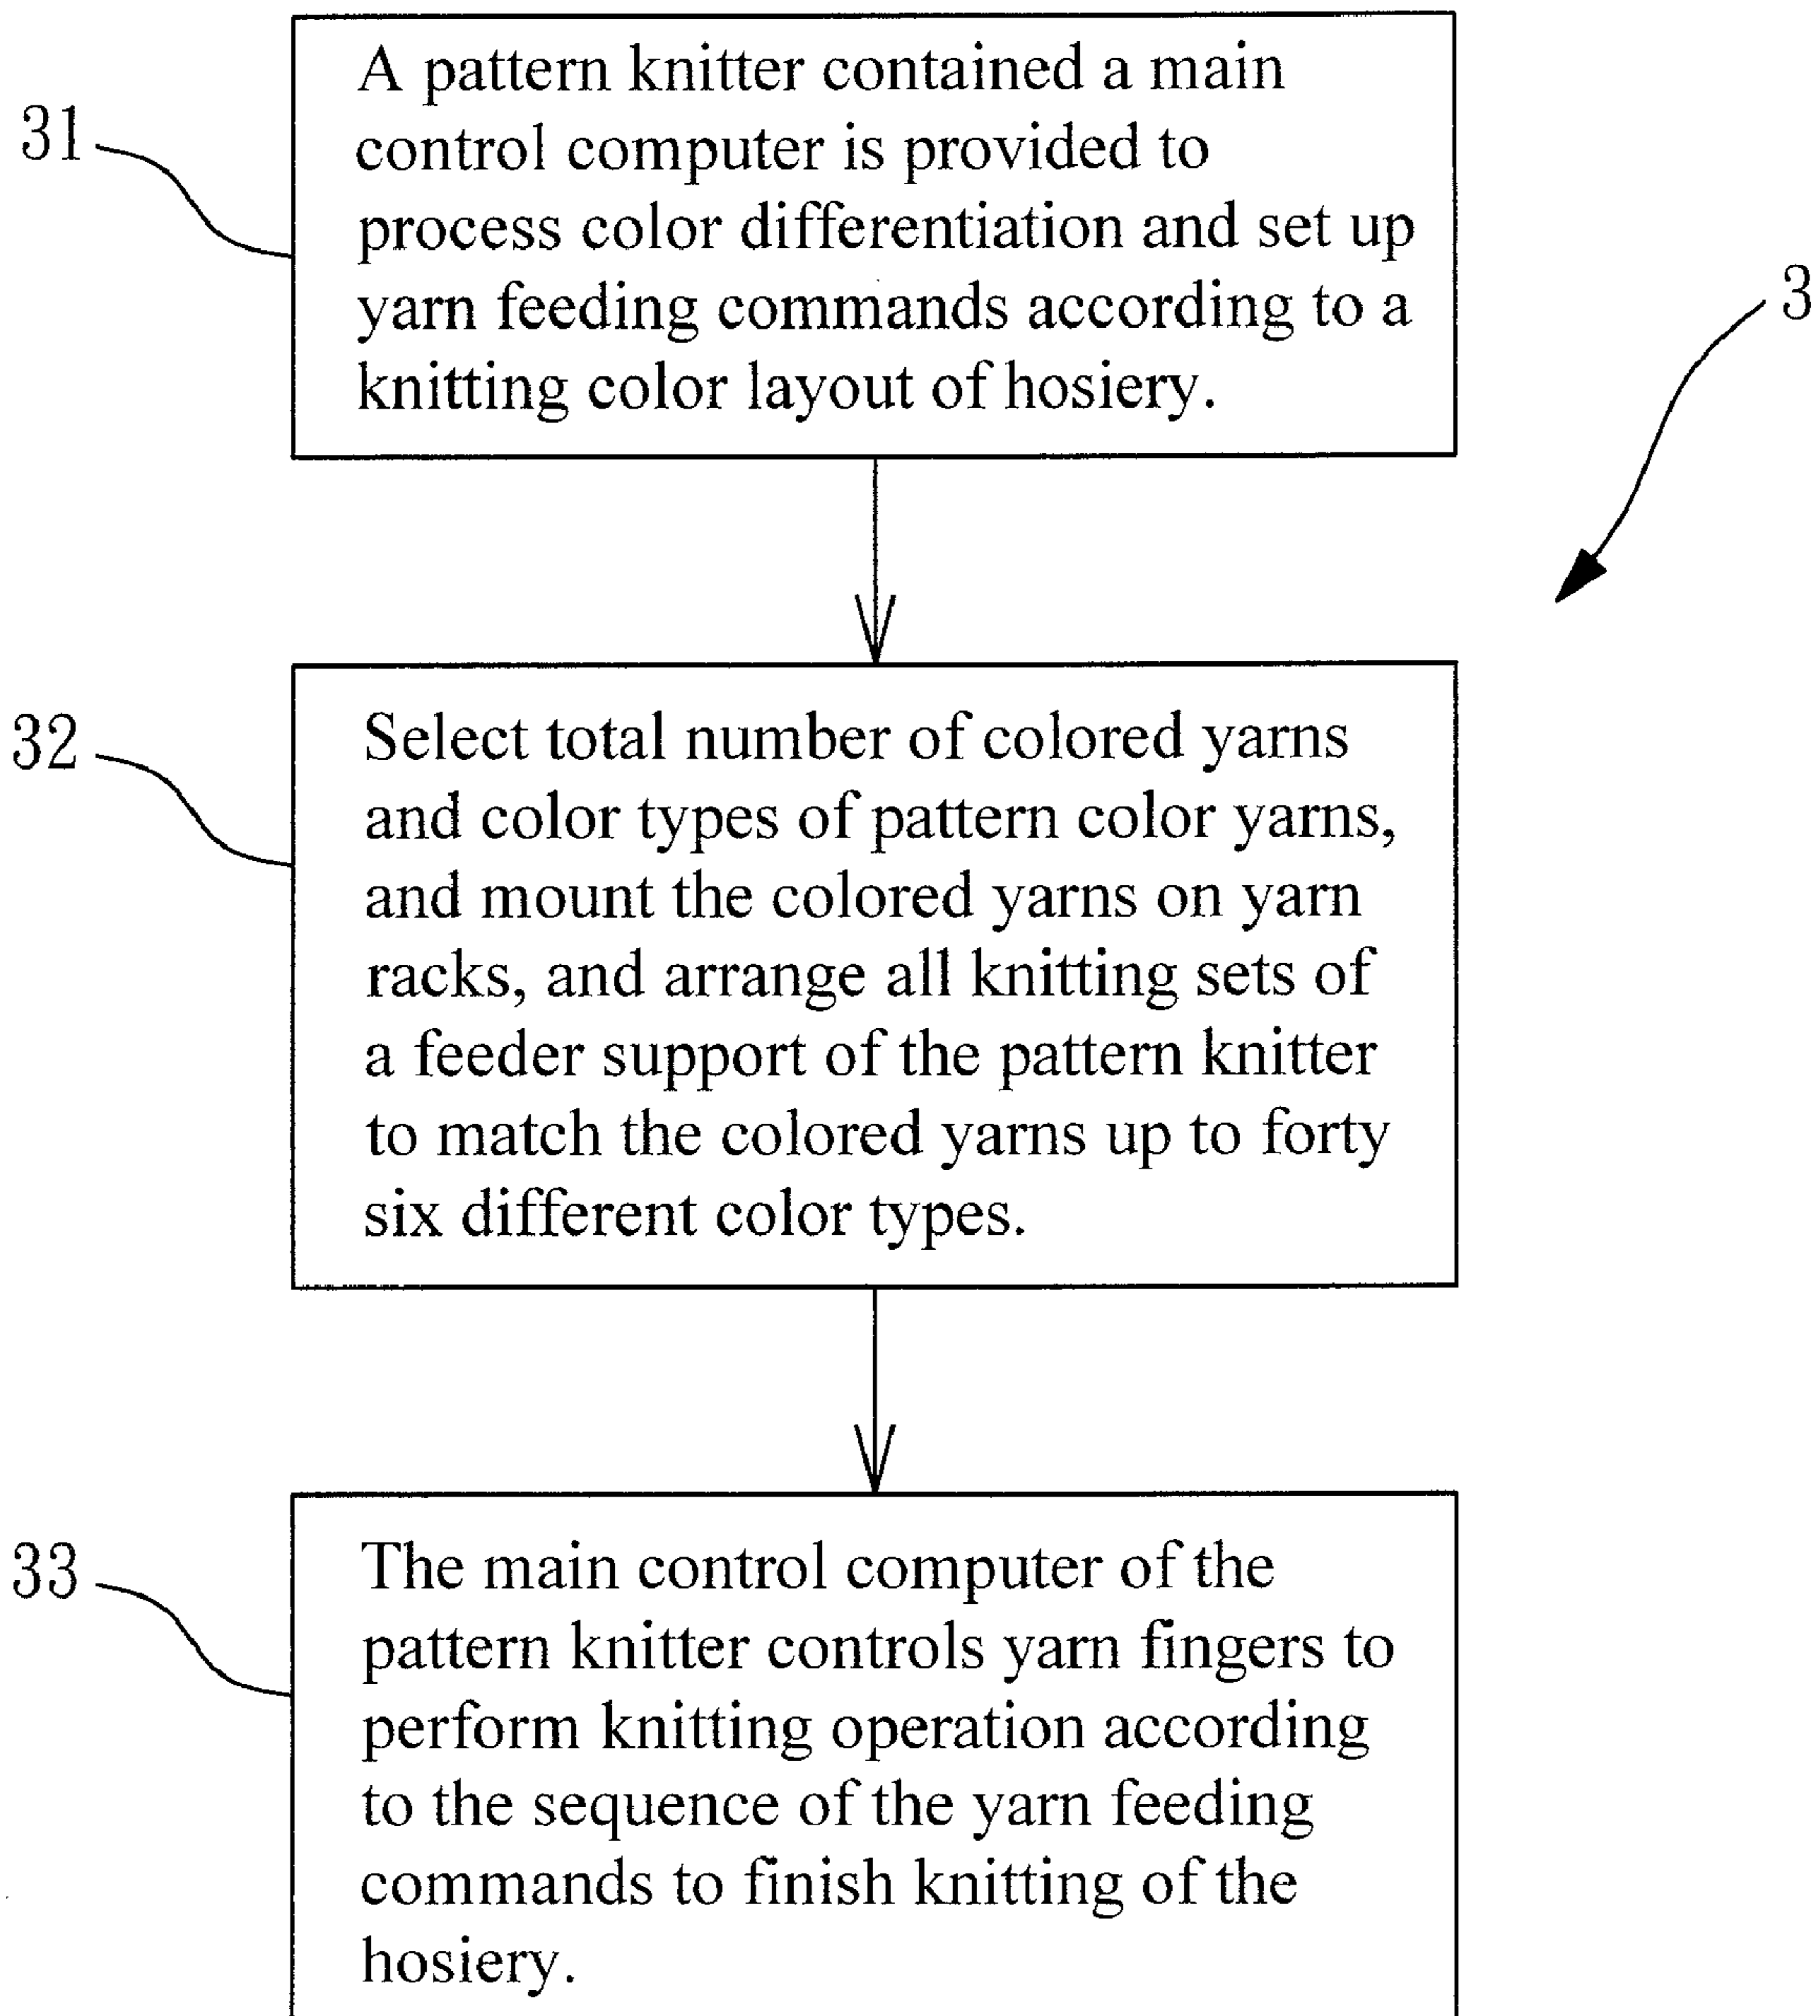 31
A pattern knitter contained a main
control computer is provided to
process color differentiation and set up
yarn feeding commands according to a
knitting color layout of hosiery.
3
32
Select total number of colored yarns
and color types of pattern color yarns,
and mount the colored yarns on yarn
racks, and arrange all knitting sets of
a feeder support of the pattern knitter
to match the colored yarns up to forty
six different color types.
33
The main control computer of the
pattern knitter controls yarn fingers to
perform knitting operation according
to the sequence of the yarn feeding
commands to finish knitting of the
hosiery.